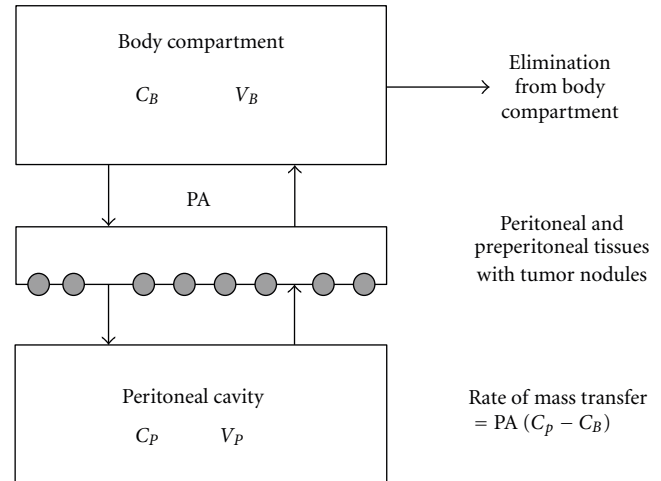 Body compartment
C_B V_B
Elimination
from body
compartment
PA
Peritoneal and
preperitoneal tissues
with tumor nodules
Peritoneal cavity
C_P V_P
Rate of mass transfer
= PA (C_p − C_B)